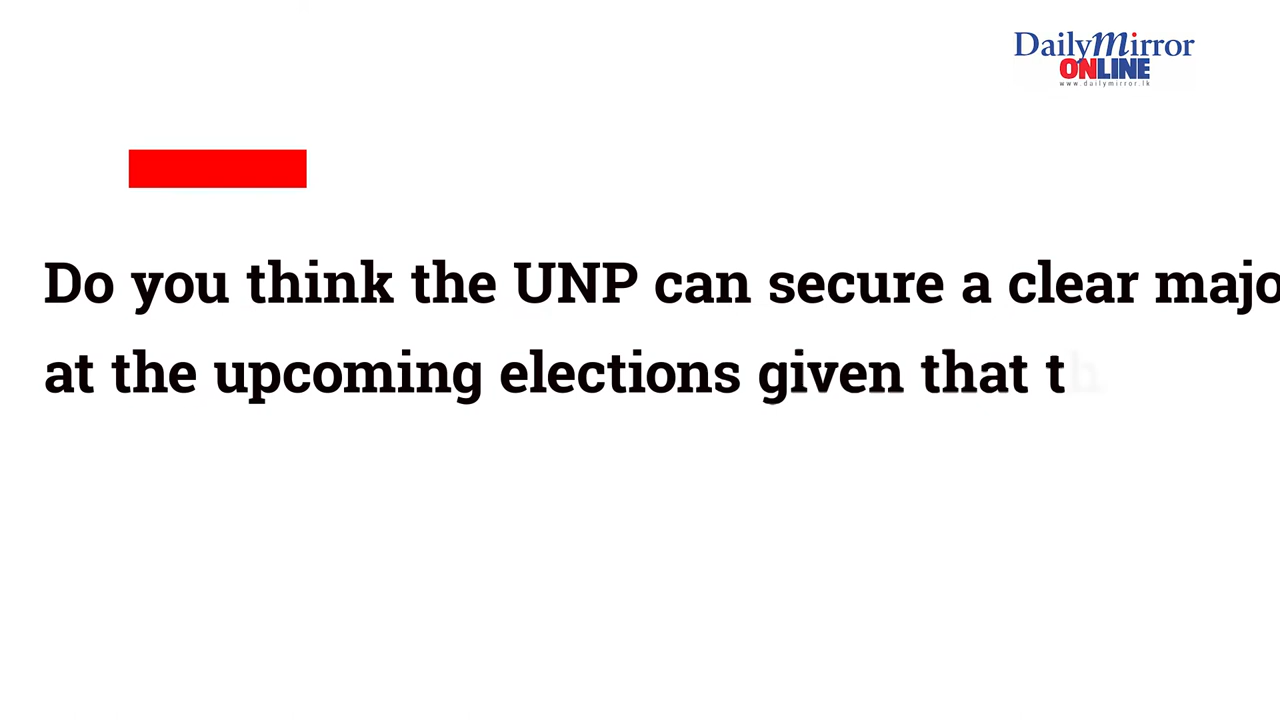 DailyMirror
ONLINE
www.dailymirror.lk
Do you think the UNP can secure a clear majo
at the upcoming elections given that th